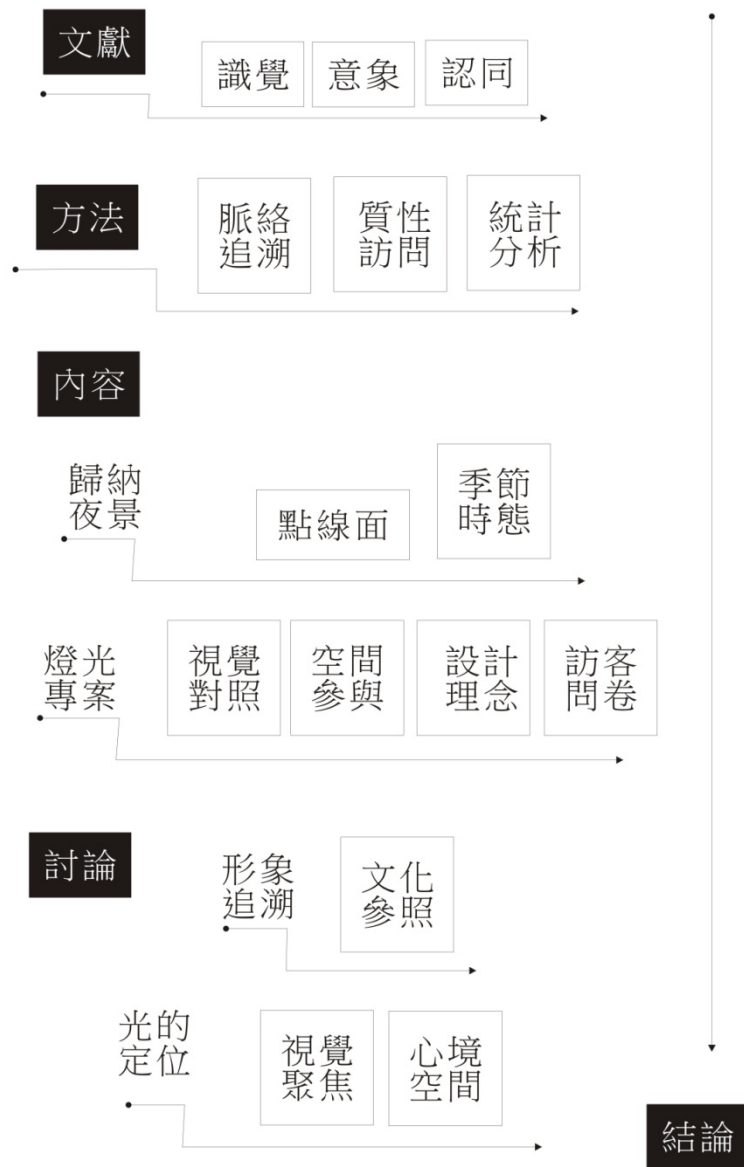 文獻
識覺
意象
認同
方法
脈絡
追溯
質性
訪問
統計
分析
內容
歸納
夜景
點線面
季節
時態
燈光
專案
視覺
對照
空間
參與
設計
理念
訪客
問卷
討論
形象
追溯
文化
參照
光的
定位
視覺
聚焦
心境
空間
結論